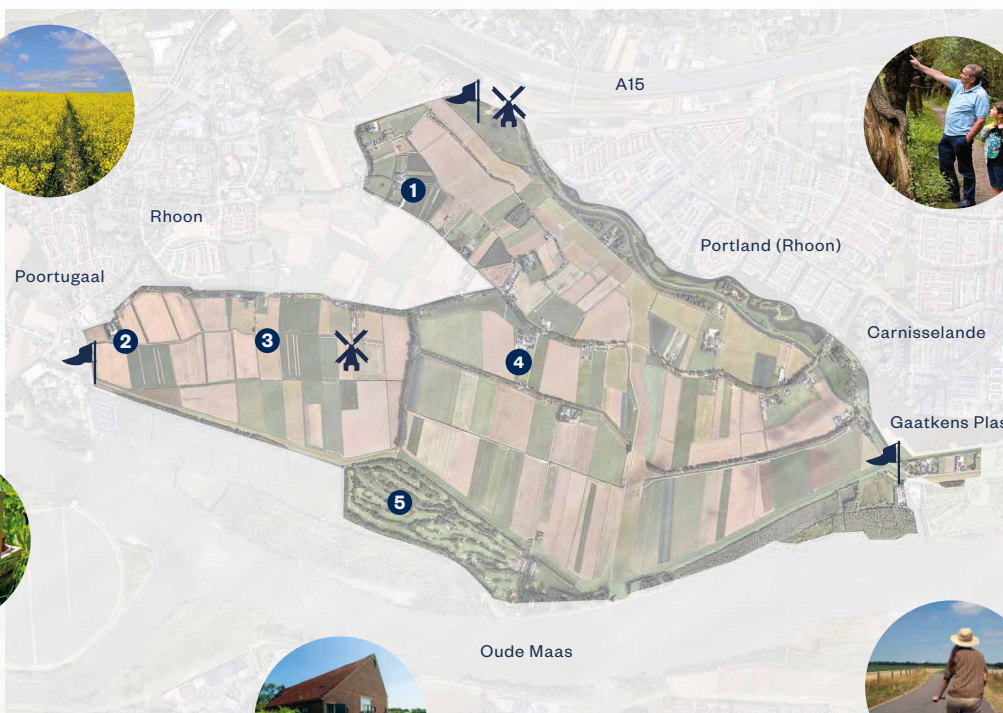 A15
1
Rhoon
Portland (Rhoon)
Poortugaal
Carnisselande
2
3
4
Gaatkens Plas
5
Oude Maas